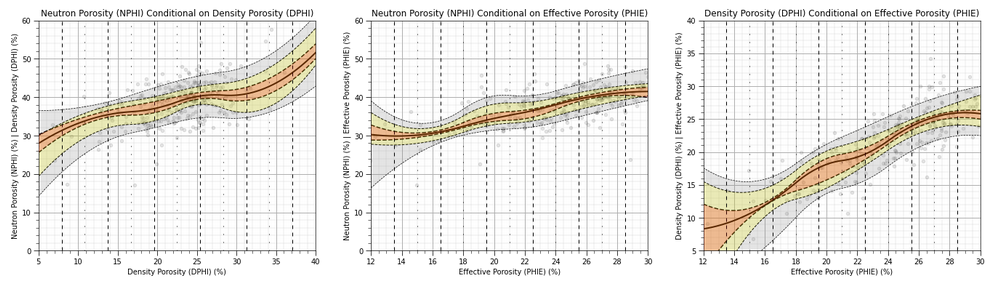 Neutron Porosity (NPHI) Conditional on Density Porosity (DPHI)
Neutron Porosity (NPHI) (%) | Density Porosity (DPHI) (%)
60
50
40
30
20
10
0
5 10 15 20 25 30 35 40
Density Porosity (DPHI) (%)
Neutron Porosity (NPHI) Conditional on Effective Porosity (PHIE)
Neutron Porosity (NPHI) (%) | Effective Porosity (PHIE) (%)
60
50
40
30
20
10
0
12 14 16 18 20 22 24 26 28 30
Effective Porosity (PHIE) (%)
Density Porosity (DPHI) Conditional on Effective Porosity (PHIE)
Density Porosity (DPHI) (%) | Effective Porosity (PHIE) (%)
40
35
30
25
20
15
10
5
12 14 16 18 20 22 24 26 28 30
Effective Porosity (PHIE) (%)